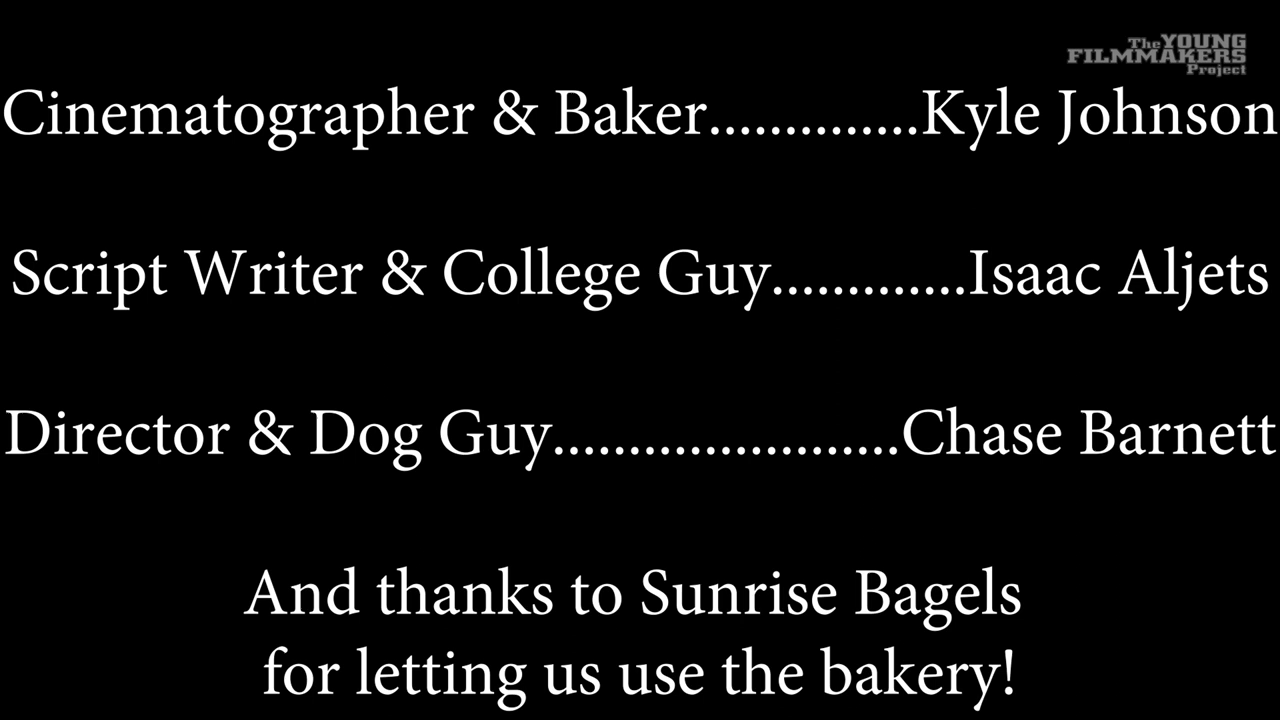 The YOUNG
FILMMAKERS
Project
Cinematographer & Baker..............Kyle Johnson
Script Writer & College Guy.............Isaac Aljets
Director & Dog Guy.......................Chase Barnett
And thanks to Sunrise Bagels
for letting us use the bakery!